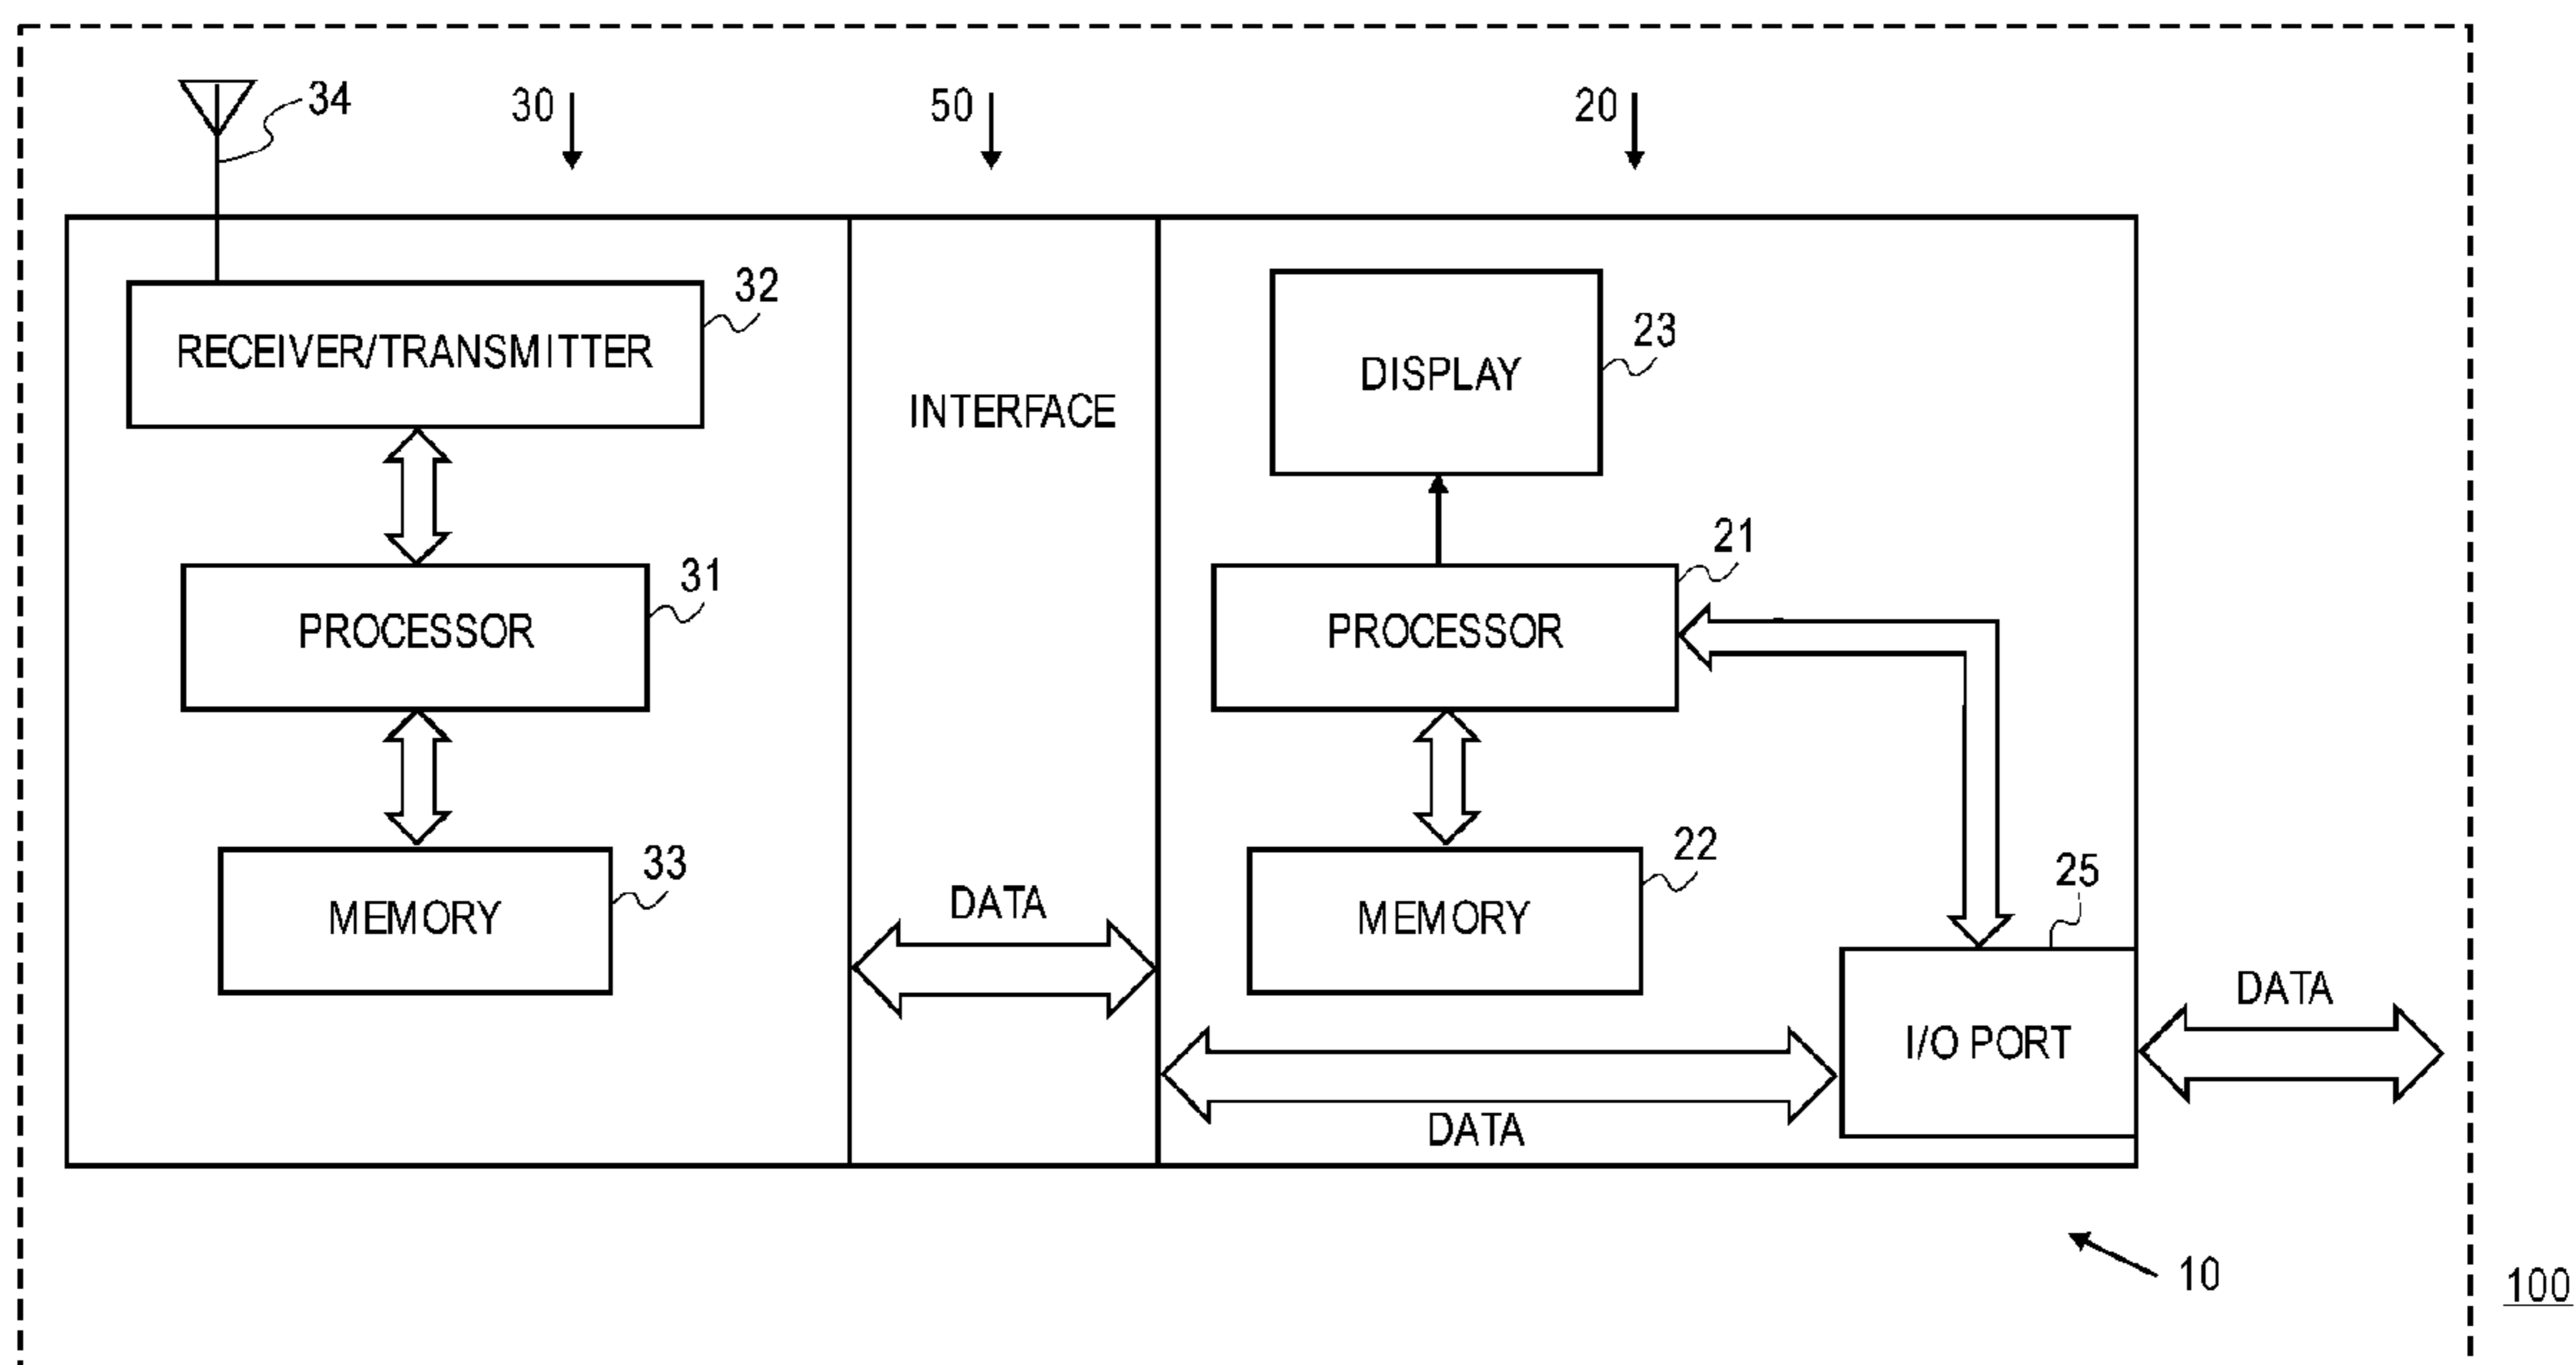 34
30
50
20
32
RECEIVER/TRANSMITTER
INTERFACE
23
DISPLAY
31
PROCESSOR
21
PROCESSOR
33
MEMORY
DATA
22
MEMORY
25
I/O PORT
DATA
DATA
10
100